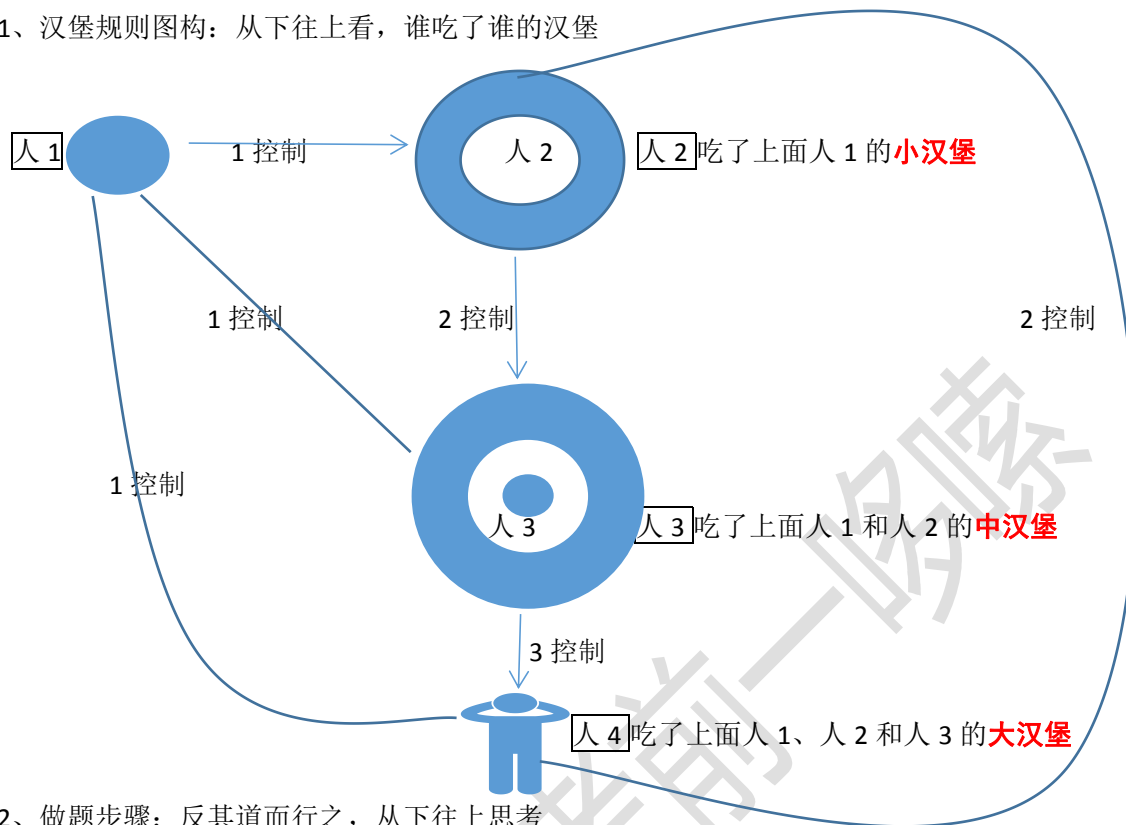 1、汉堡规则图构：从下往上看，谁吃了谁的汉堡
人 1
1 控制
人 2
人 2 吃了上面人 1 的小汉堡
1 控制
2 控制
2 控制
1 控制
人 3
人 3 吃了上面人 1 和人 2 的中汉堡
3 控制
人 4 吃了上面人 1、人 2 和人 3 的大汉堡
2、做题步骤：反其道而行之，从下往上思考
前一哆嗦